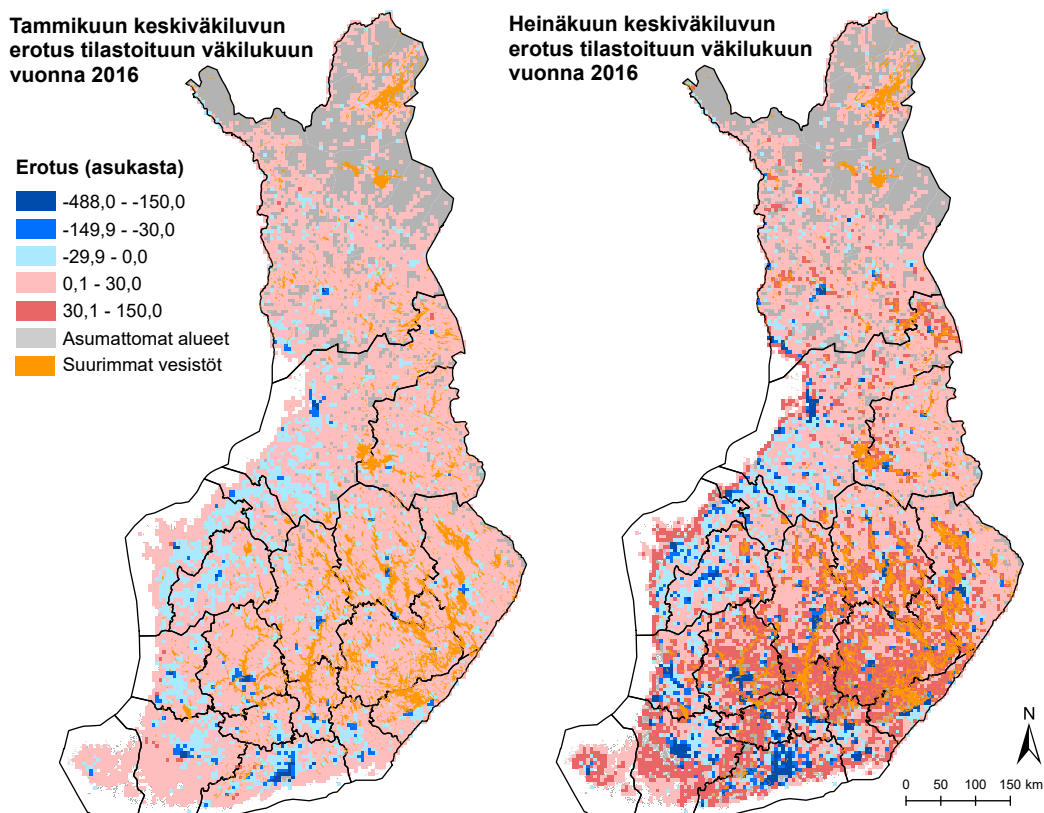 Tammikuun keskiväkiluvun
erotus tilastoituun väkilukuun
vuonna 2016
Heinäkuun keskiväkiluvun
erotus tilastoituun väkilukuun
vuonna 2016
Erotus (asukasta)
-488,0 - -150,0
-149,9 - -30,0
-29,9 - 0,0
0,1 - 30,0
30,1 - 150,0
Asumattomat alueet
Suurimmat vesistöt
N
0 50 100 150 km